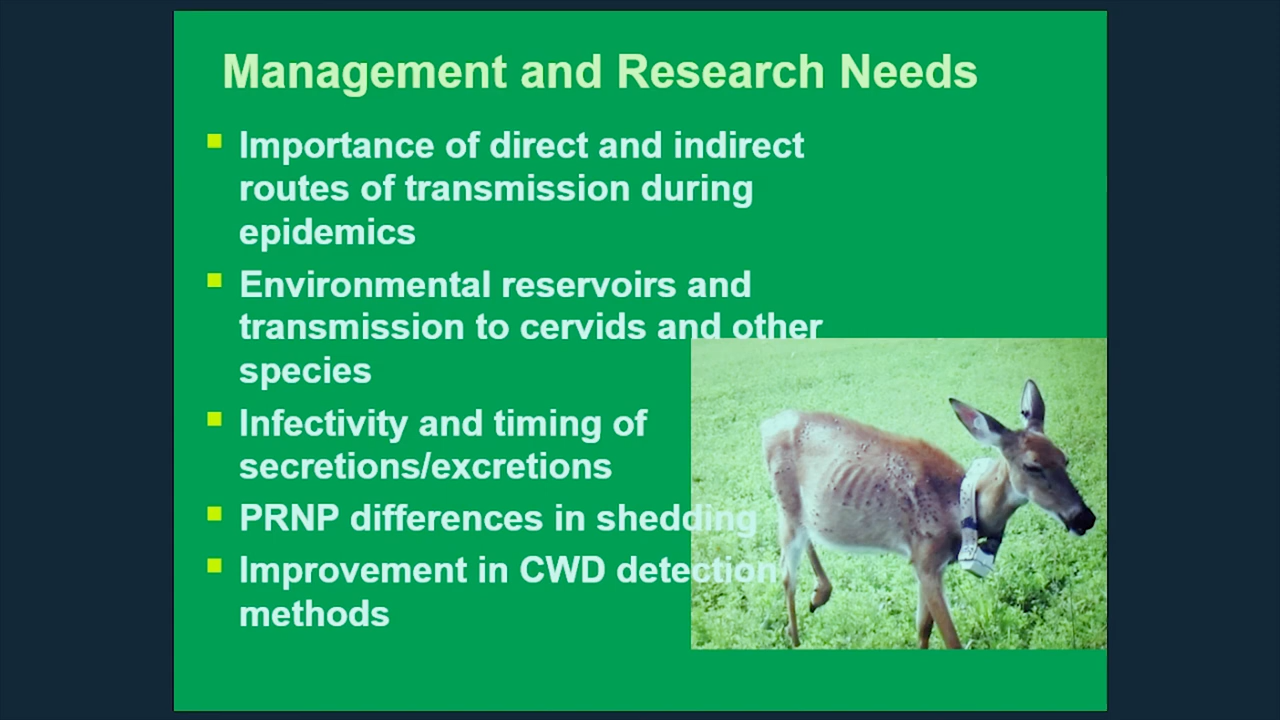 Management and Research Needs
Importance of direct and indirect
routes of transmission during
epidemics
Environmental reservoirs and
transmission to cervids and other
species
Infectivity and timing of
secretions/excretions
PRNP differences in shedding
Improvement in CWD detection
methods